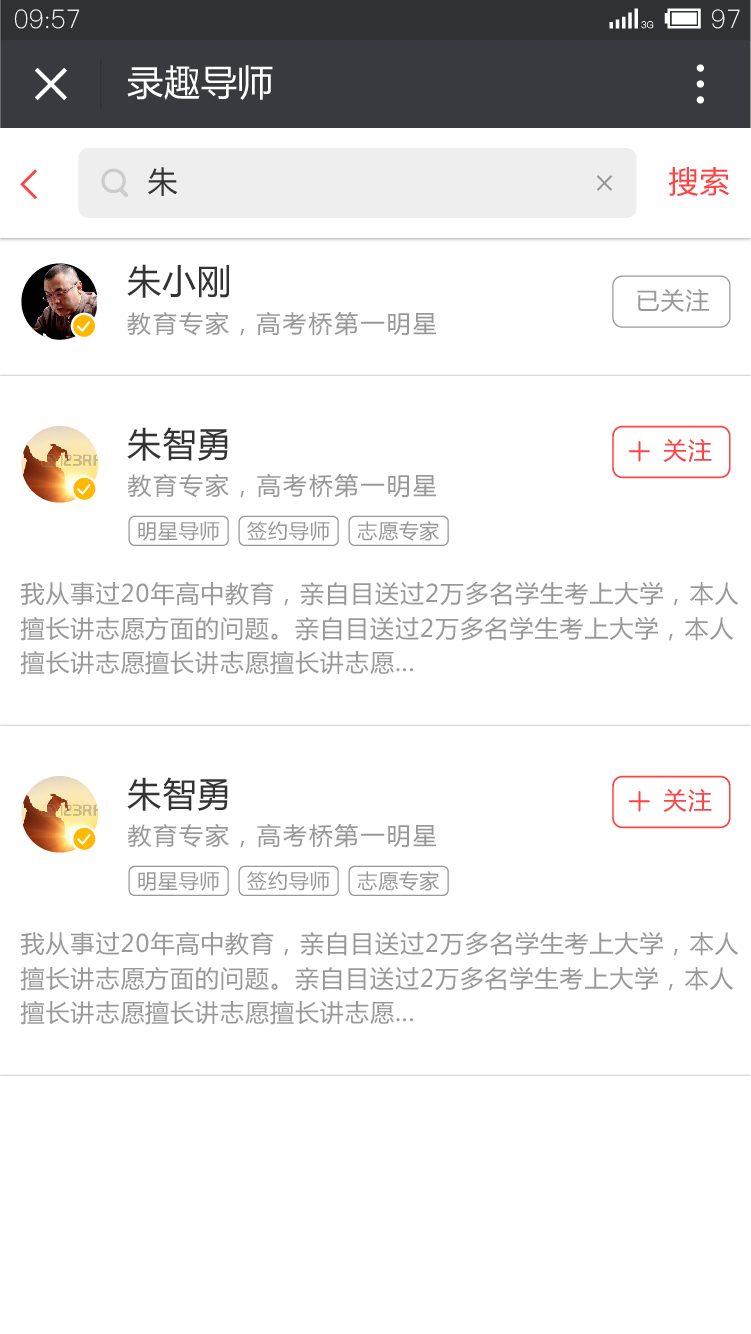 09:57
3G 97
录趣导师
朱
搜索
朱小刚
教育专家，高考桥第一明星
已关注
朱智勇
教育专家，高考桥第一明星
明星导师 签约导师 志愿专家
+ 关注
我从事过20年高中教育，亲自目送过2万多名学生考上大学，本人
擅长讲志愿方面的问题。亲自目送过2万多名学生考上大学，本人
擅长讲志愿擅长讲志愿擅长讲志愿...
朱智勇
教育专家，高考桥第一明星
明星导师 签约导师 志愿专家
+ 关注
我从事过20年高中教育，亲自目送过2万多名学生考上大学，本人
擅长讲志愿方面的问题。亲自目送过2万多名学生考上大学，本人
擅长讲志愿擅长讲志愿擅长讲志愿...